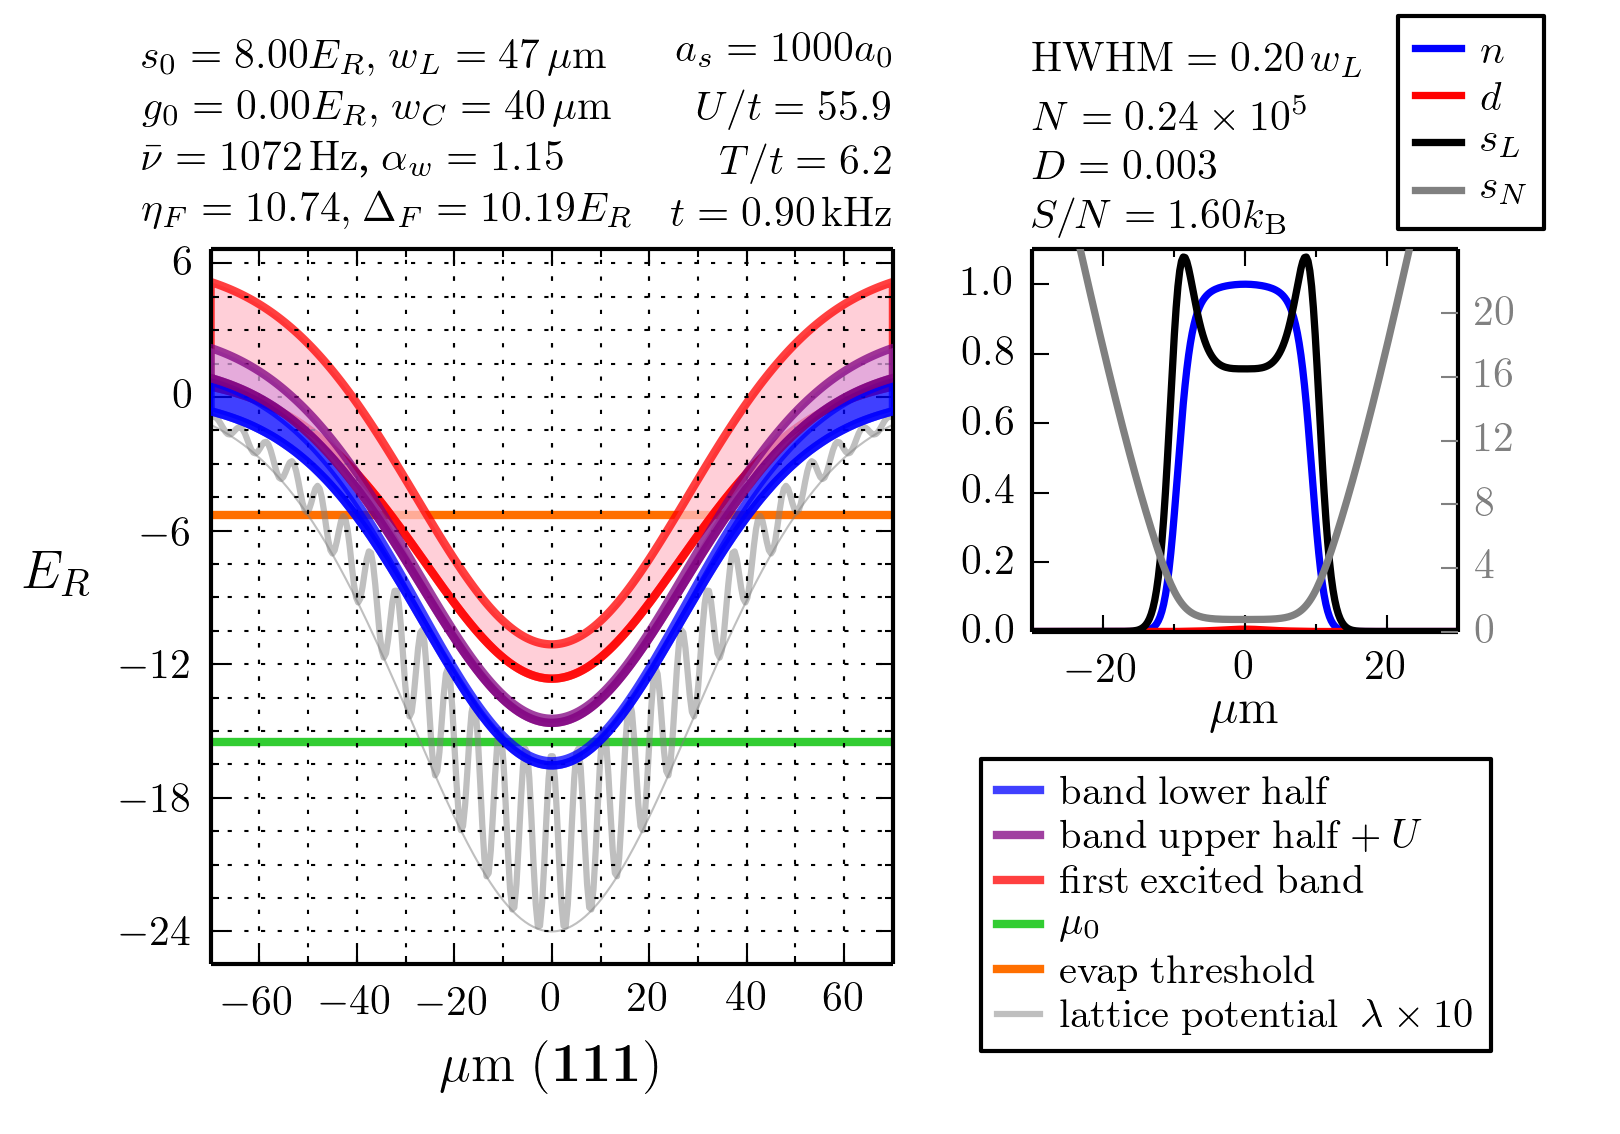 s₀ = 8.00E_R, w_L = 47 μm
g₀ = 0.00E_R, w_C = 40 μm
ν̄ = 1072 Hz, α_w = 1.15
η_F = 10.74, Δ_F = 10.19E_R
a_s = 1000a₀
U/t = 55.9
T/t = 6.2
t = 0.90 kHz
6
0
−6
−12
−18
−24
E_R
−60 −40 −20 0 20 40 60
μm (111)
HWHM = 0.20 w_L
N = 0.24 × 10⁵
D = 0.003
S/N = 1.60k_B
n
d
s_L
s_N
1.0
0.8
0.6
0.4
0.2
0.0
20
16
12
8
4
0
−20 0 20
μm
band lower half
band upper half + U
first excited band
μ₀
evap threshold
lattice potential λ × 10